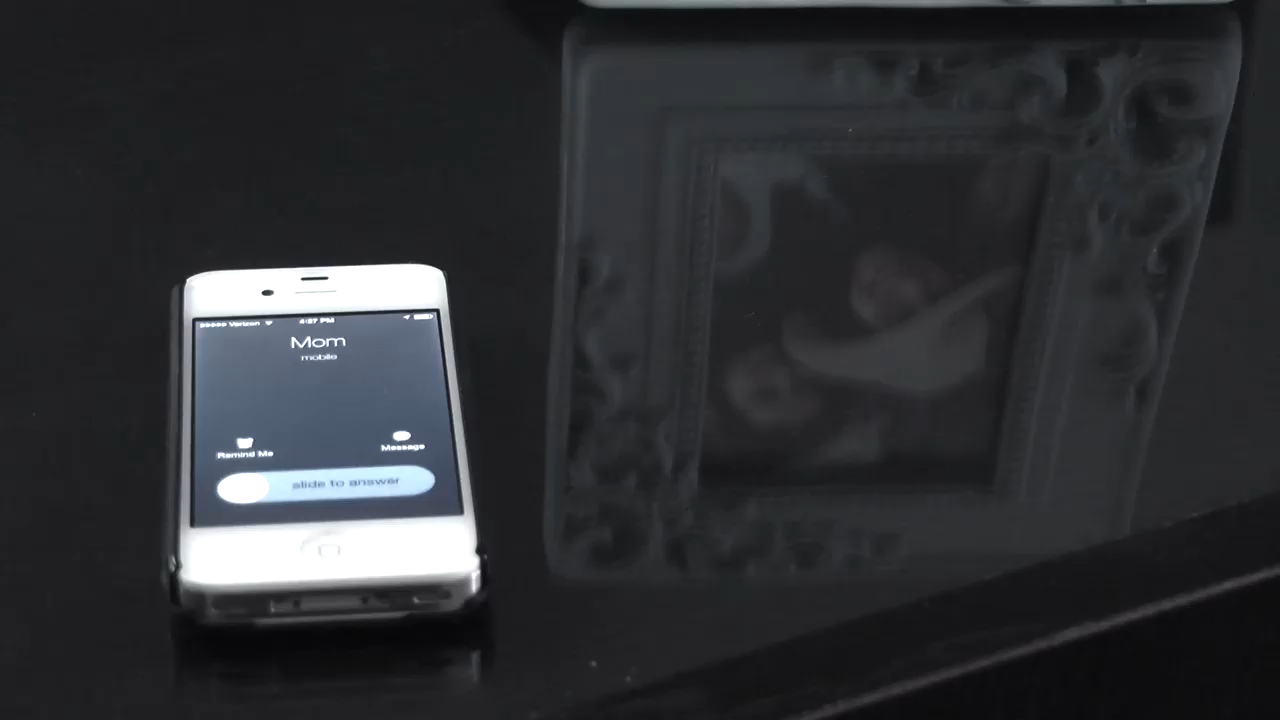 Verizon 4:27 PM
Mom
mobile
Remind Me
Message
slide to answer